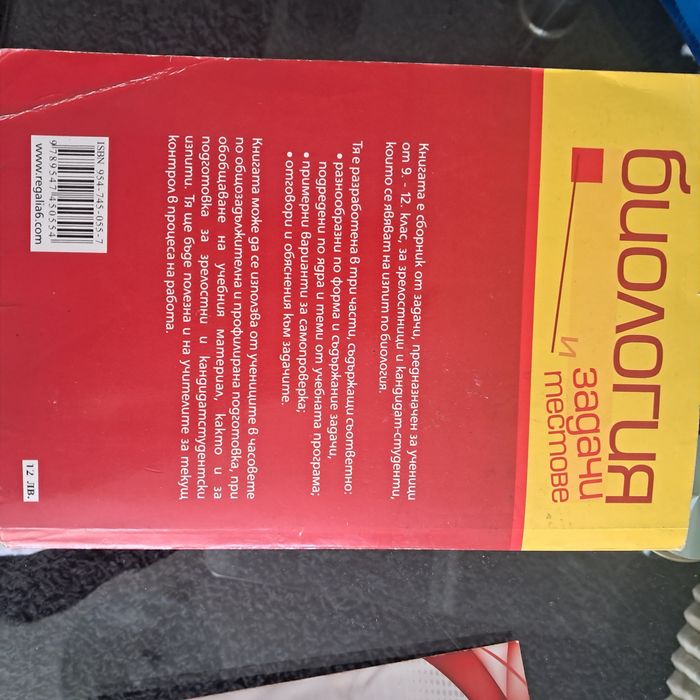 биология
задачи
и
тестове
Книгата е сборник от задачи, предназначен за ученици
от 9. - 12. клас, за зрелостници и кандидат-студенти,
които се явяват на изпит по биология.
Тя е разработена в три части, съдържащи съответно:
• разнообразни по форма и съдържание задачи,
подредени по ядра и теми от учебната програма;
• примерни варианти за самопроверка;
• отговори и обяснения към задачите.
Книгата може да се използва от учениците в часовете
по общозадължителна и профилирана подготовка, при
обобщаване на учебния материал, както и за
подготовка за зрелостни и кандидатстудентски
изпити. Тя ще бъде полезна и на учителите за текущ
контрол в процеса на работа.
ISBN 954-745-055-7
9789547450554
www.regalia6.com
12 ЛВ.